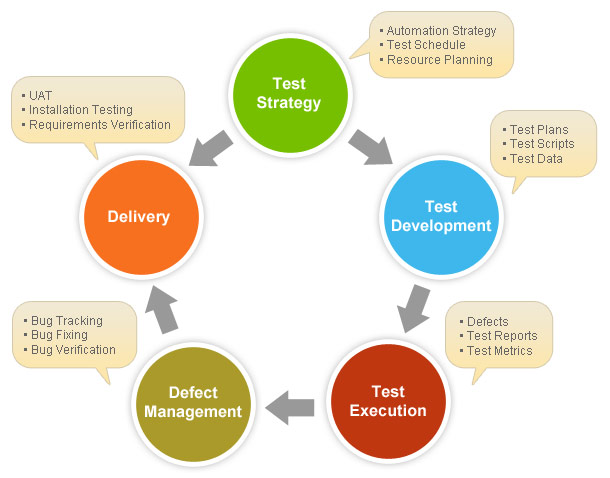 Test
Strategy
▪ Automation Strategy
▪ Test Schedule
▪ Resource Planning
Test
Development
▪ Test Plans
▪ Test Scripts
▪ Test Data
Test
Execution
▪ Defects
▪ Test Reports
▪ Test Metrics
Defect
Management
▪ Bug Tracking
▪ Bug Fixing
▪ Bug Verification
Delivery
▪ UAT
▪ Installation Testing
▪ Requirements Verification